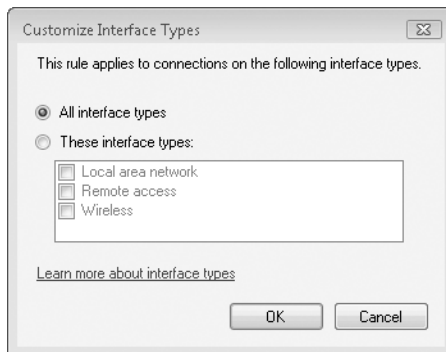 Customize Interface Types
This rule applies to connections on the following interface types.
All interface types
These interface types:
Local area network
Remote access
Wireless
Learn more about interface types
OK
Cancel